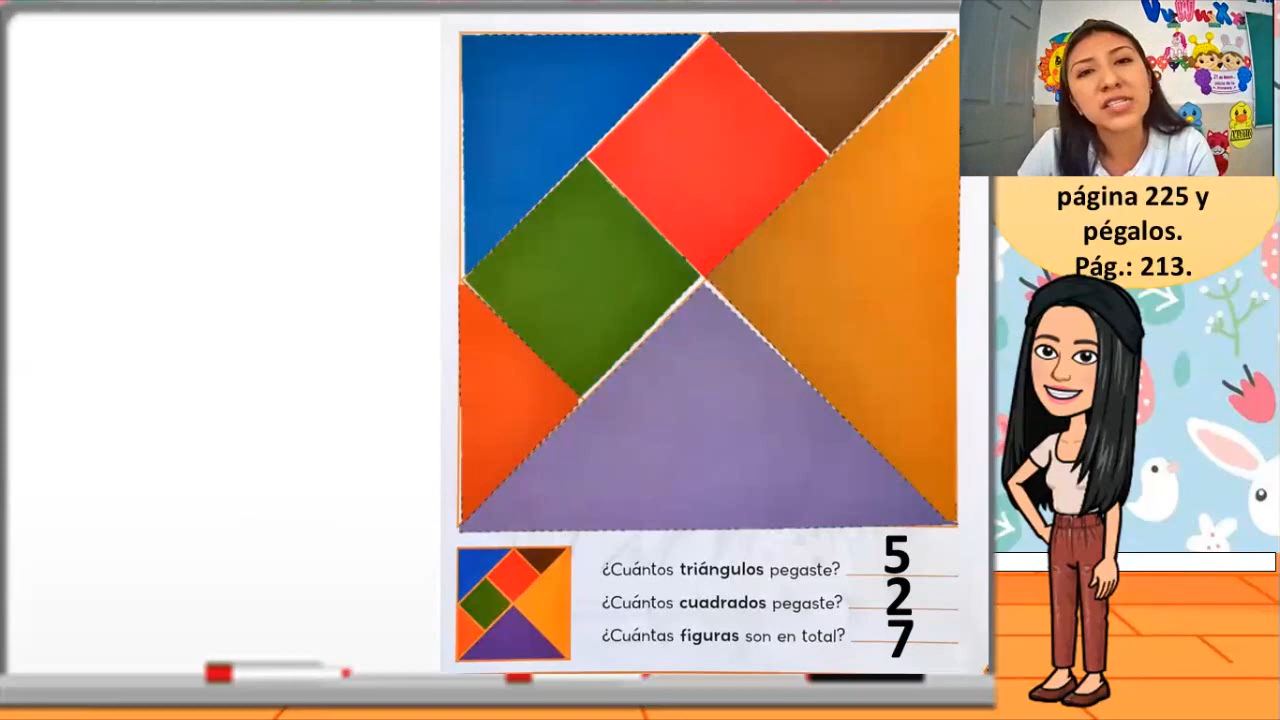 página 225 y
pégalos.
Pág.: 213.
¿Cuántos triángulos pegaste? 5
¿Cuántos cuadrados pegaste? 2
¿Cuántas figuras son en total? 7